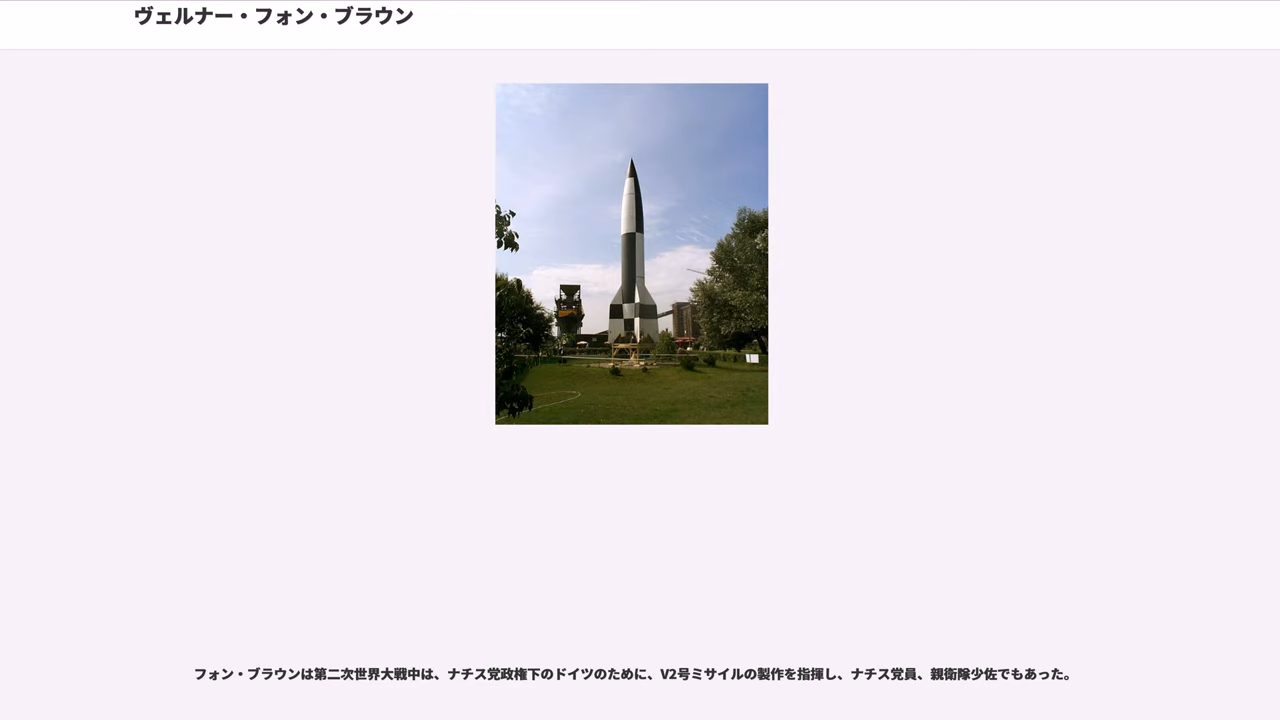 ヴェルナー・フォン・ブラウン
フォン・ブラウンは第二次世界大戦中は、ナチス党政権下のドイツのために、V2号ミサイルの製作を指揮し、ナチス党員、親衛隊少佐でもあった。